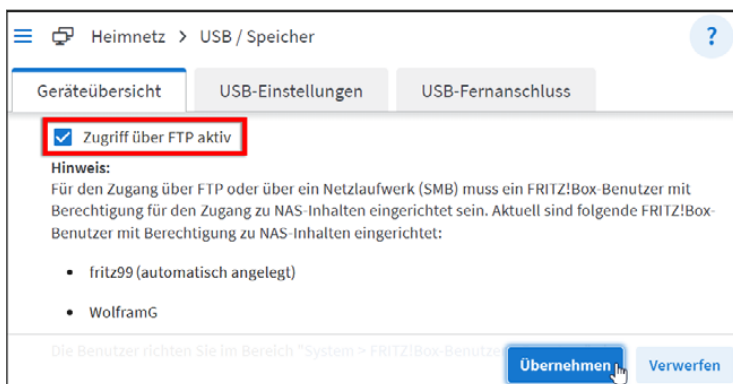 Heimnetz > USB / Speicher
?
Geräteübersicht USB-Einstellungen USB-Fernanschluss
Zugriff über FTP aktiv
Hinweis:
Für den Zugang über FTP oder über ein Netzlaufwerk (SMB) muss ein FRITZ!Box-Benutzer mit
Berechtigung für den Zugang zu NAS-Inhalten eingerichtet sein. Aktuell sind folgende FRITZ!Box-
Benutzer mit Berechtigung zu NAS-Inhalten eingerichtet:
• fritz99 (automatisch angelegt)
• WolframG
Die Benutzer richten Sie im Bereich "System > FRITZ!Box-Benutze
Übernehmen Verwerfen